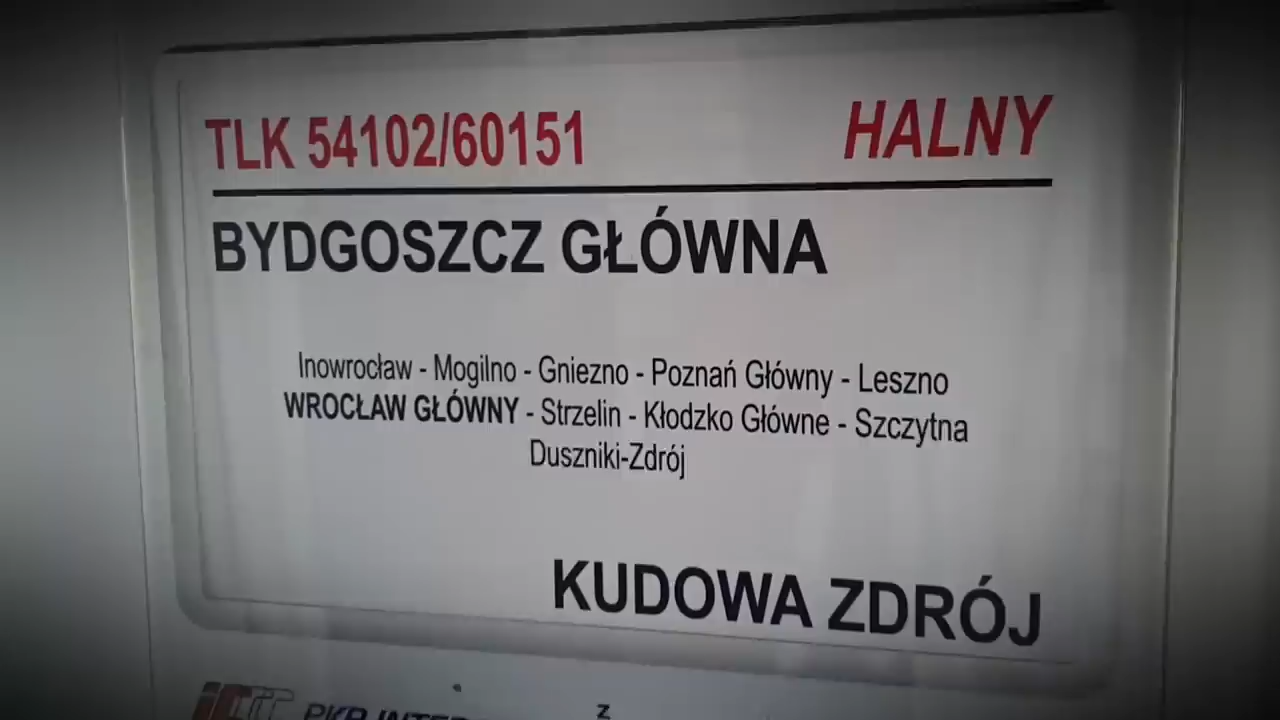 TLK 54102/60151 HALNY
BYDGOSZCZ GŁÓWNA
Inowrocław - Mogilno - Gniezno - Poznań Główny - Leszno
WROCŁAW GŁÓWNY - Strzelin - Kłodzko Główne - Szczytna
Duszniki-Zdrój
KUDOWA ZDRÓJ
PKP z